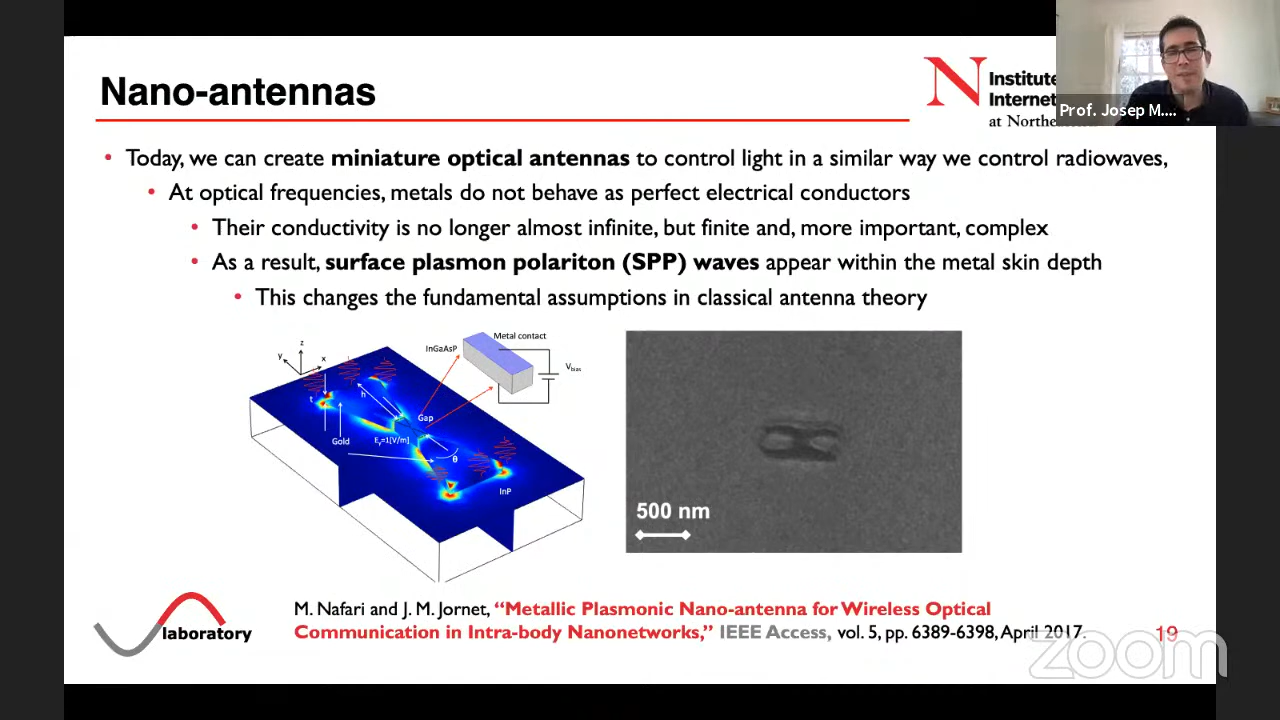 Nano-antennas
N Institute
Internet
at Northe
Prof. Josep M....
• Today, we can create miniature optical antennas to control light in a similar way we control radiowaves,
• At optical frequencies, metals do not behave as perfect electrical conductors
• Their conductivity is no longer almost infinite, but finite and, more important, complex
• As a result, surface plasmon polariton (SPP) waves appear within the metal skin depth
• This changes the fundamental assumptions in classical antenna theory
Metal contact
InGaAsP
Vbias
z
y
x
h
t
Gap
Gold
θ
InP
500 nm
laboratory
M. Nafari and J. M. Jornet, “Metallic Plasmonic Nano-antenna for Wireless Optical
Communication in Intra-body Nanonetworks,” IEEE Access, vol. 5, pp. 6389-6398, April 2017.
19
zoom